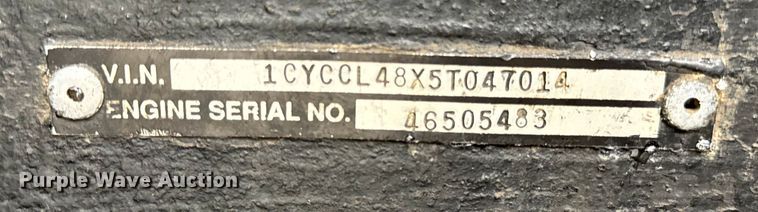 V.I.N. 1CYCCL48X5T047014
ENGINE SERIAL NO. 46505483
Purple Wave Auction